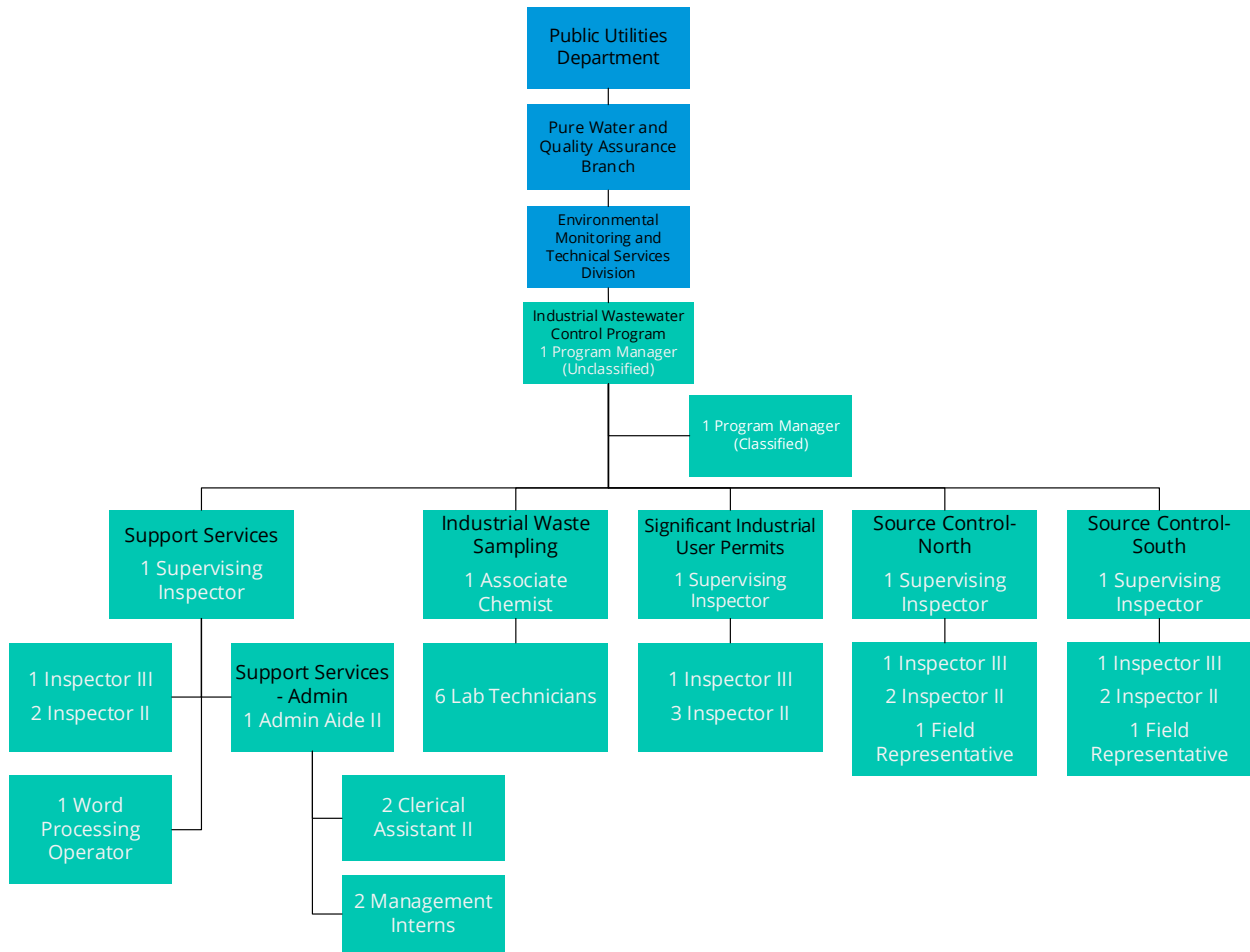 Public Utilities
Department
Pure Water and
Quality Assurance
Branch
Environmental
Monitoring and
Technical Services
Division
Industrial Wastewater
Control Program
1 Program Manager
(Unclassified)
1 Program Manager
(Classified)
Support Services
1 Supervising
Inspector
Industrial Waste
Sampling
1 Associate
Chemist
Significant Industrial
User Permits
1 Supervising
Inspector
Source Control-
North
1 Supervising
Inspector
Source Control-
South
1 Supervising
Inspector
1 Inspector III
2 Inspector II
Support Services
- Admin
1 Admin Aide II
6 Lab Technicians
1 Inspector III
3 Inspector II
1 Inspector III
2 Inspector II
1 Field
Representative
1 Inspector III
2 Inspector II
1 Field
Representative
1 Word
Processing
Operator
2 Clerical
Assistant II
2 Management
Interns